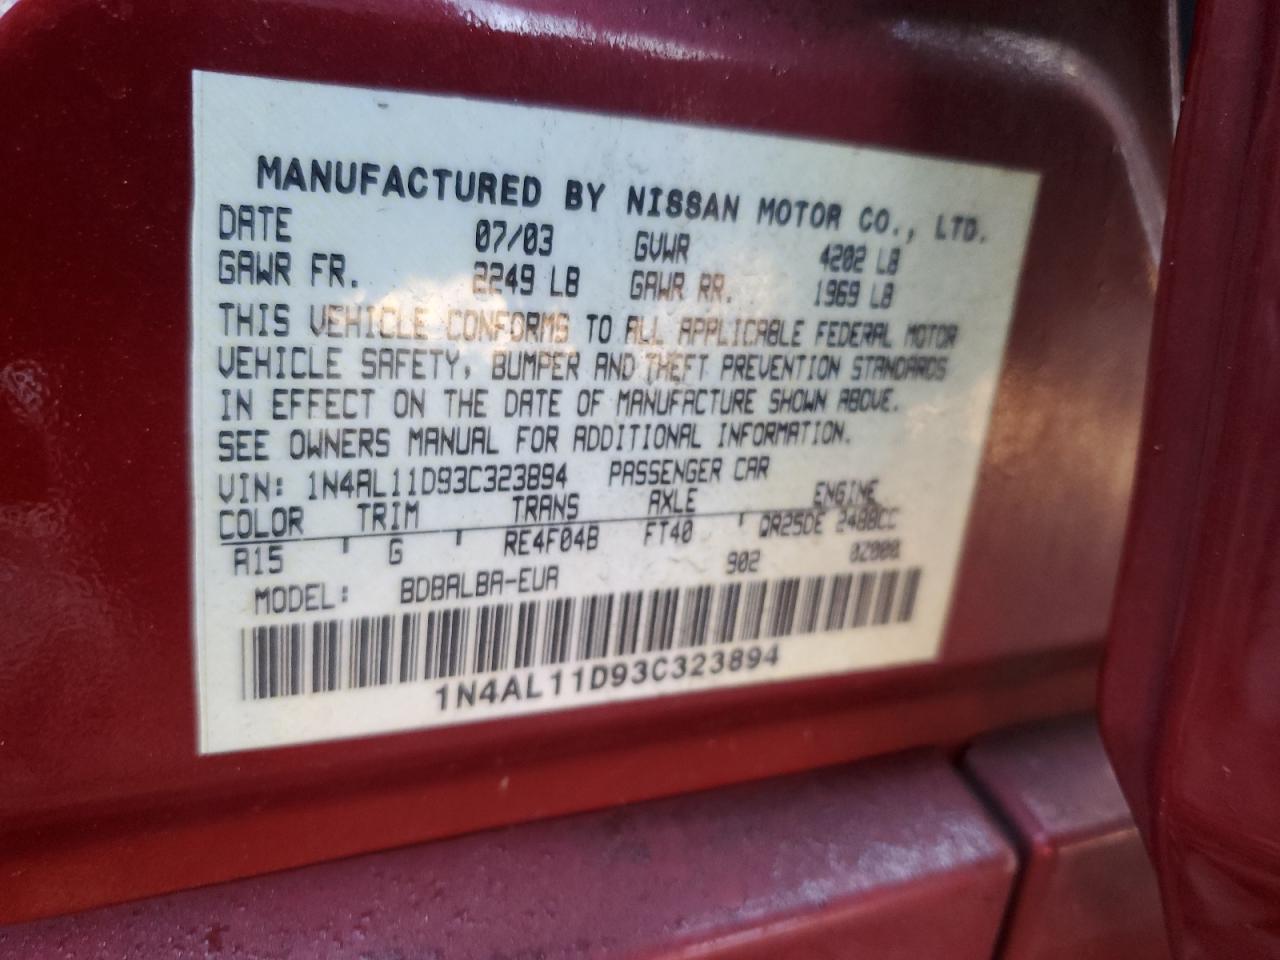 MANUFACTURED BY NISSAN MOTOR CO., LTD.
DATE 07/03 GVWR 4202 LB
GAWR FR. 2249 LB GAWR RR. 1969 LB
THIS VEHICLE CONFORMS TO ALL APPLICABLE FEDERAL MOTOR
VEHICLE SAFETY, BUMPER AND THEFT PREVENTION STANDARDS
IN EFFECT ON THE DATE OF MANUFACTURE SHOWN ABOVE.
SEE OWNERS MANUAL FOR ADDITIONAL INFORMATION.
VIN: 1N4AL11D93C323894 PASSENGER CAR
COLOR TRIM TRANS AXLE ENGINE
A15 G RE4F04B FT40 QR25DE 2488CC
MODEL: BDBALBA-EUA 902 0Z000
1N4AL11D93C323894